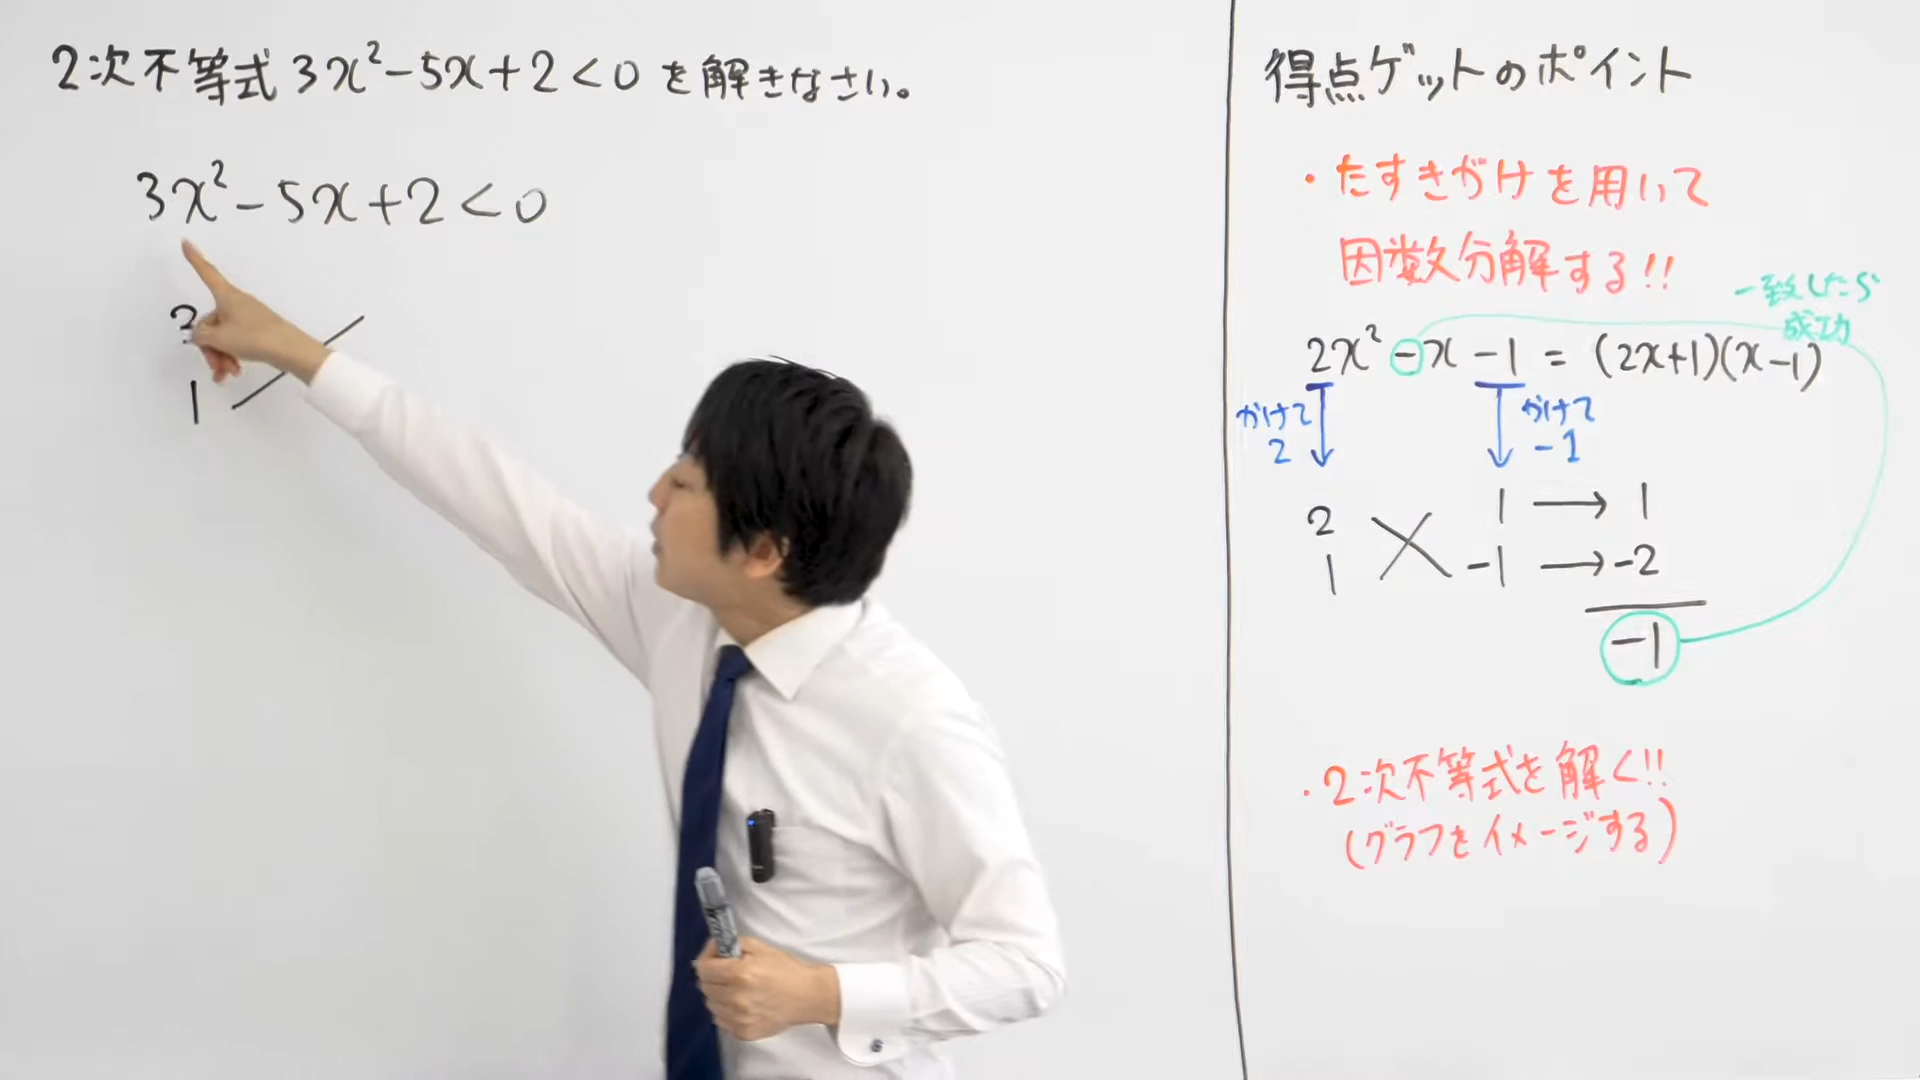 2次不等式 3x²-5x+2<0 を解きなさい。
3x²-5x+2<0
1
得点ゲットのポイント
・たすきがけを用いて
因数分解する!!
一致したら
成功
2x²-x-1=(2x+1)(x-1)
かけて
2
かけて
-1
2 1 → 1
1 -1 → -2
-1
・2次不等式を解く!!
(グラフをイメージする)